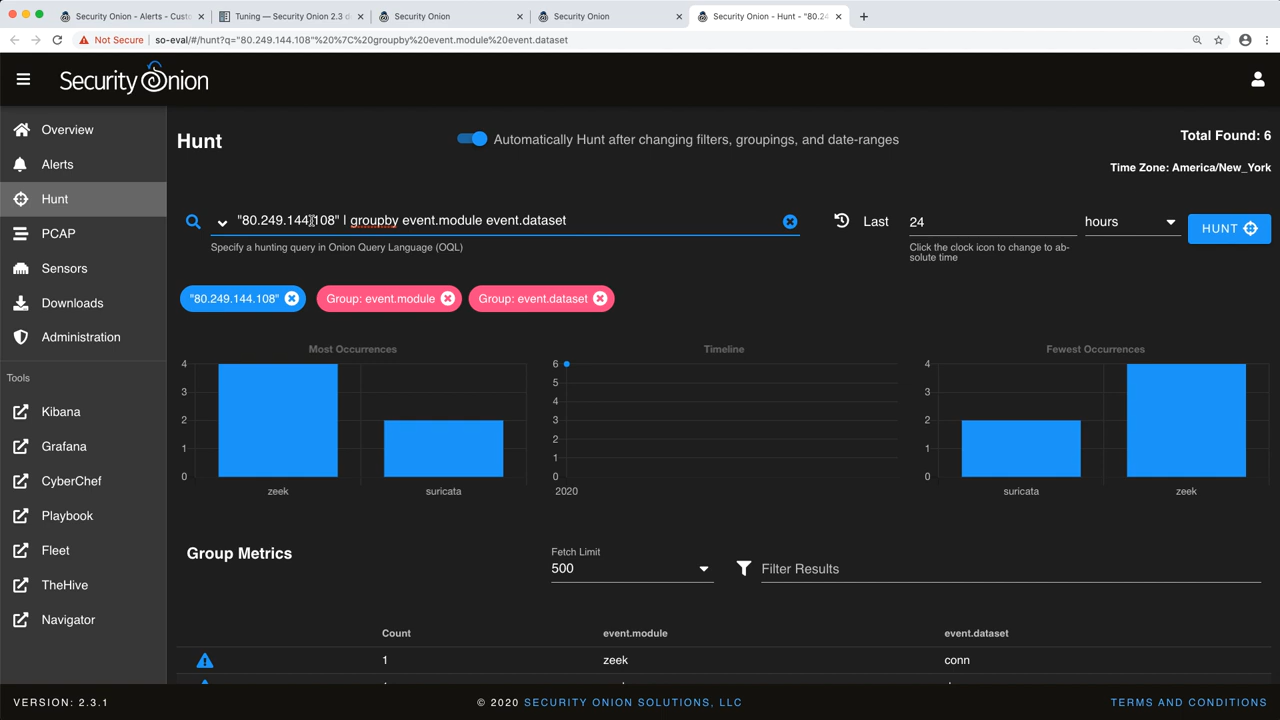 Security Onion - Alerts - Custo
Tuning — Security Onion 2.3 d
Security Onion
Security Onion
Security Onion - Hunt - "80.24
Not Secure
so-eval/#/hunt?q="80.249.144.108"%20%7C%20groupby%20event.module%20event.dataset
Security Onion
Overview
Alerts
Hunt
PCAP
Sensors
Downloads
Administration
Tools
Kibana
Grafana
CyberChef
Playbook
Fleet
TheHive
Navigator
Hunt
Automatically Hunt after changing filters, groupings, and date-ranges
Total Found: 6
Time Zone: America/New_York
"80.249.144.108" | groupby event.module event.dataset
Specify a hunting query in Onion Query Language (OQL)
Last
24
hours
HUNT
Click the clock icon to change to ab-
solute time
"80.249.144.108"
Group: event.module
Group: event.dataset
Most Occurrences
4
3
2
1
0
zeek
suricata
Timeline
6
5
4
3
2
1
0
2020
Fewest Occurrences
4
3
2
1
0
suricata
zeek
Group Metrics
Fetch Limit
500
Filter Results
Count
event.module
event.dataset
1
zeek
conn
VERSION: 2.3.1
© 2020 SECURITY ONION SOLUTIONS, LLC
TERMS AND CONDITIONS